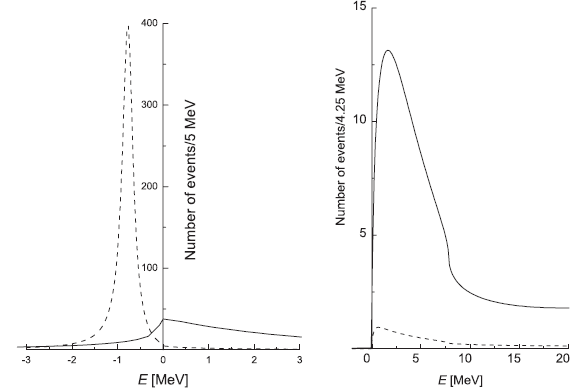 400
300
200
100
Number of events/5 MeV
-3 -2 -1 0 1 2 3
E [MeV]
15
10
5
Number of events/4.25 MeV
0 5 10 15 20
E [MeV]